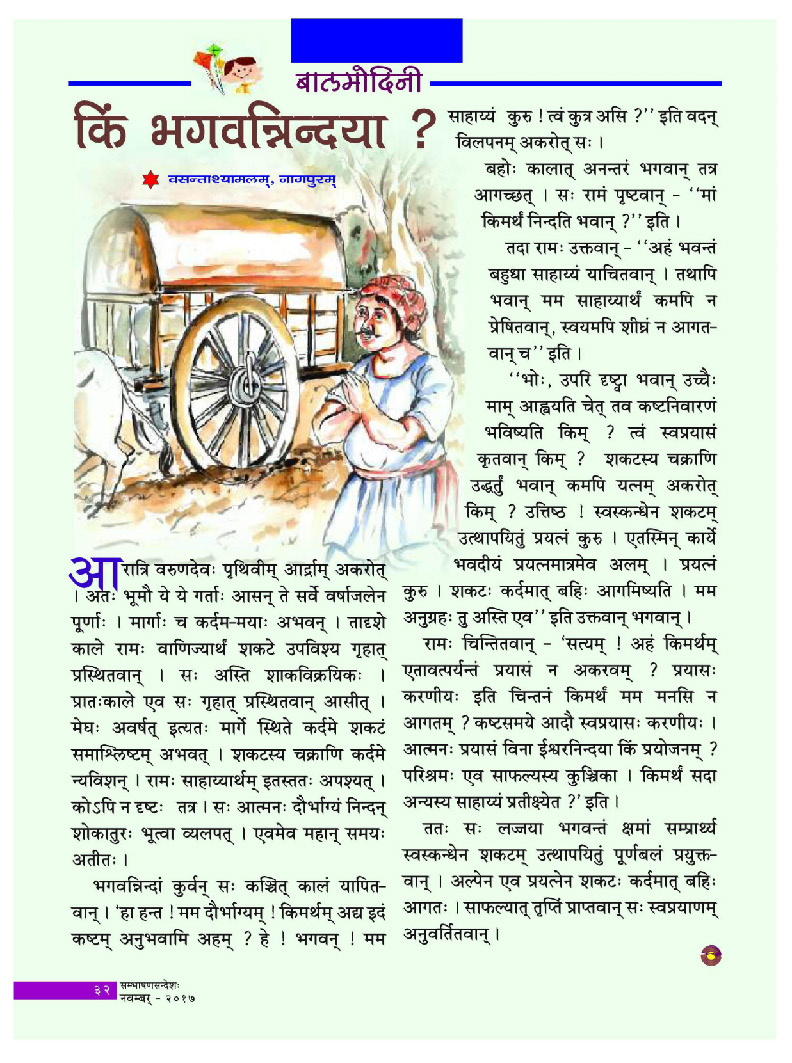 बालमोदिनी
किं भगवन्निन्दया ?
वसन्ताश्यामलम्, नागपुरम्
आरात्रि वरुणदेवः पृथिवीम् आर्द्राम् अकरोत्
। अतः भूमौ ये ये गर्ताः आसन् ते सर्वे वर्षाजलेन
पूर्णाः । मार्गाः च कर्दम-मयाः अभवन् । तादृशे
काले रामः वाणिज्यार्थं शकटे उपविश्य गृहात्
प्रस्थितवान् । सः अस्ति शाकविक्रयिकः ।
प्रातःकाले एव सः गृहात् प्रस्थितवान् आसीत् ।
मेघः अवर्षत् इत्यतः मार्गे स्थिते कर्दमे शकटं
समाश्लिष्टम् अभवत् । शकटस्य चक्राणि कर्दमे
न्यविशन् । रामः साहाय्यार्थम् इतस्ततः अपश्यत् ।
कोऽपि न दृष्टः तत्र । सः आत्मनः दौर्भाग्यं निन्दन्
शोकातुरः भूत्वा व्यलपत् । एवमेव महान् समयः
अतीतः ।
भगवन्निन्दां कुर्वन् सः कञ्चित् कालं यापित-
वान् । 'हा हन्त ! मम दौर्भाग्यम् ! किमर्थम् अद्य इदं
कष्टम् अनुभवामि अहम् ? हे ! भगवन् ! मम
साहाय्यं कुरु ! त्वं कुत्र असि ?'' इति वदन्
विलपनम् अकरोत् सः ।
बहोः कालात् अनन्तरं भगवान् तत्र
आगच्छत् । सः रामं पृष्टवान् - ''मां
किमर्थं निन्दति भवान् ?'' इति ।
तदा रामः उक्तवान् - ''अहं भवन्तं
बहुधा साहाय्यं याचितवान् । तथापि
भवान् मम साहाय्यार्थं कमपि न
प्रेषितवान्, स्वयमपि शीघ्रं न आगत-
वान् च'' इति ।
''भोः, उपरि दृष्ट्वा भवान् उच्चैः
माम् आह्वयति चेत् तव कष्टनिवारणं
भविष्यति किम् ? त्वं स्वप्रयासं
कृतवान् किम् ? शकटस्य चक्राणि
उद्धर्तुं भवान् कमपि यत्नम् अकरोत्
किम् ? उत्तिष्ठ ! स्वस्कन्धेन शकटम्
उत्थापयितुं प्रयत्नं कुरु । एतस्मिन् कार्ये
भवदीयं प्रयत्नमात्रमेव अलम् । प्रयत्नं
कुरु । शकटः कर्दमात् बहिः आगमिष्यति । मम
अनुग्रहः तु अस्ति एव'' इति उक्तवान् भगवान् ।
रामः चिन्तितवान् - 'सत्यम् ! अहं किमर्थम्
एतावत्पर्यन्तं प्रयासं न अकरवम् ? प्रयासः
करणीयः इति चिन्तनं किमर्थं मम मनसि न
आगतम् ? कष्टसमये आदौ स्वप्रयासः करणीयः ।
आत्मनः प्रयासं विना ईश्वरनिन्दया किं प्रयोजनम् ?
परिश्रमः एव साफल्यस्य कुञ्चिका । किमर्थं सदा
अन्यस्य साहाय्यं प्रतीक्ष्येत ?' इति ।
ततः सः लज्जया भगवन्तं क्षमां सम्प्रार्थ्य
स्वस्कन्धेन शकटम् उत्थापयितुं पूर्णबलं प्रयुक्त-
वान् । अल्पेन एव प्रयत्नेन शकटः कर्दमात् बहिः
आगतः । साफल्यात् तृप्तिं प्राप्तवान् सः स्वप्रयाणम्
अनुवर्तितवान् ।
३२
सम्भाषणसन्देशः
नवम्बर् - २०१७